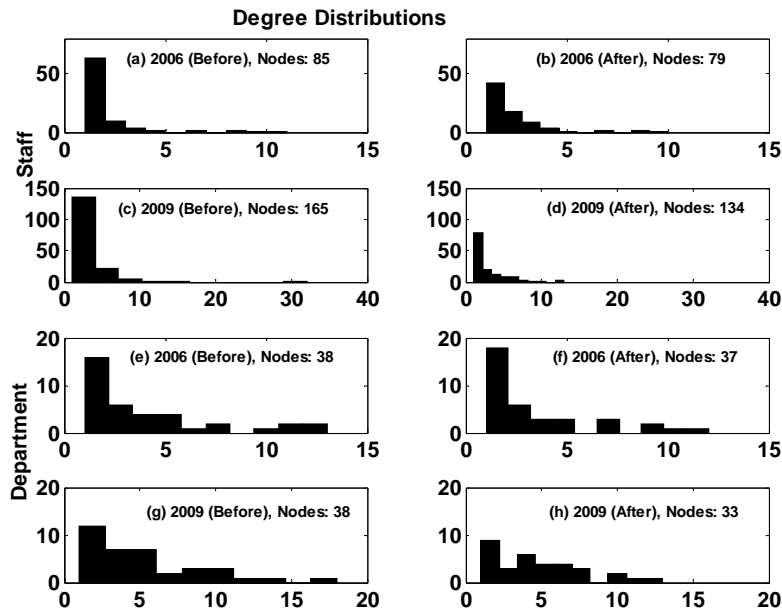 Degree Distributions
(a) 2006 (Before), Nodes: 85
50
0
0 5 10 15
(b) 2006 (After), Nodes: 79
50
0
0 5 10 15
Staff
(c) 2009 (Before), Nodes: 165
150
100
50
0
0 10 20 30 40
(d) 2009 (After), Nodes: 134
150
100
50
0
0 10 20 30 40
(e) 2006 (Before), Nodes: 38
20
10
0
0 5 10 15
(f) 2006 (After), Nodes: 37
20
10
0
0 5 10 15
Department
(g) 2009 (Before), Nodes: 38
20
10
0
0 5 10 15 20
(h) 2009 (After), Nodes: 33
20
10
0
0 5 10 15 20